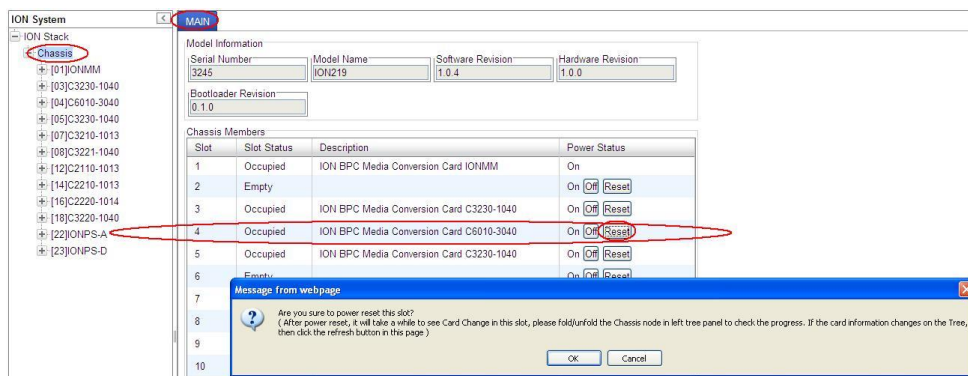 ION System
MAIN
ION Stack
Chassis
[01]IONMM
[03]C3230-1040
[04]C6010-3040
[05]C3230-1040
[07]C3210-1013
[08]C3221-1040
[12]C2110-1013
[14]C2210-1013
[16]C2220-1014
[18]C3220-1040
[22]IONPS-A
[23]IONPS-D
Model Information
Serial Number Model Name Software Revision Hardware Revision
3245 ION219 1.0.4 1.0.0
Bootloader Revision
0.1.0
Chassis Members
Slot Slot Status Description Power Status
1 Occupied ION BPC Media Conversion Card IONMM On
2 Empty On Off Reset
3 Occupied ION BPC Media Conversion Card C3230-1040 On Off Reset
4 Occupied ION BPC Media Conversion Card C6010-3040 On Off Reset
5 Occupied ION BPC Media Conversion Card C3230-1040 On Off Reset
6 Empty On Off Reset
7
8
9
10
Message from webpage
Are you sure to power reset this slot?
( After power reset, it will take a while to see Card Change in this slot, please fold/unfold the Chassis node in left tree panel to check the progress. If the card information changes on the Tree,
then click the refresh button in this page )
OK Cancel